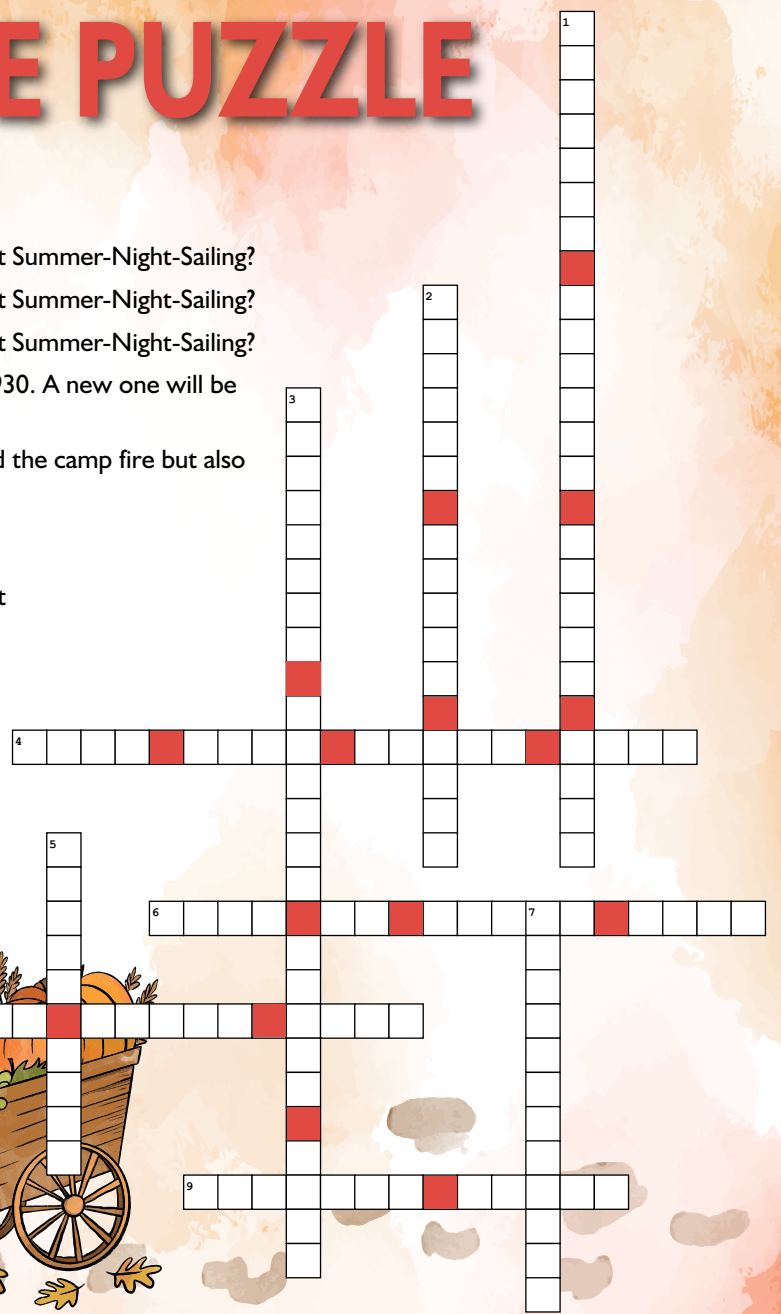 E PUZZLE
1
t Summer-Night-Sailing?
2
t Summer-Night-Sailing?
t Summer-Night-Sailing?
930. A new one will be
3
d the camp fire but also
t
4
5
6
7
9